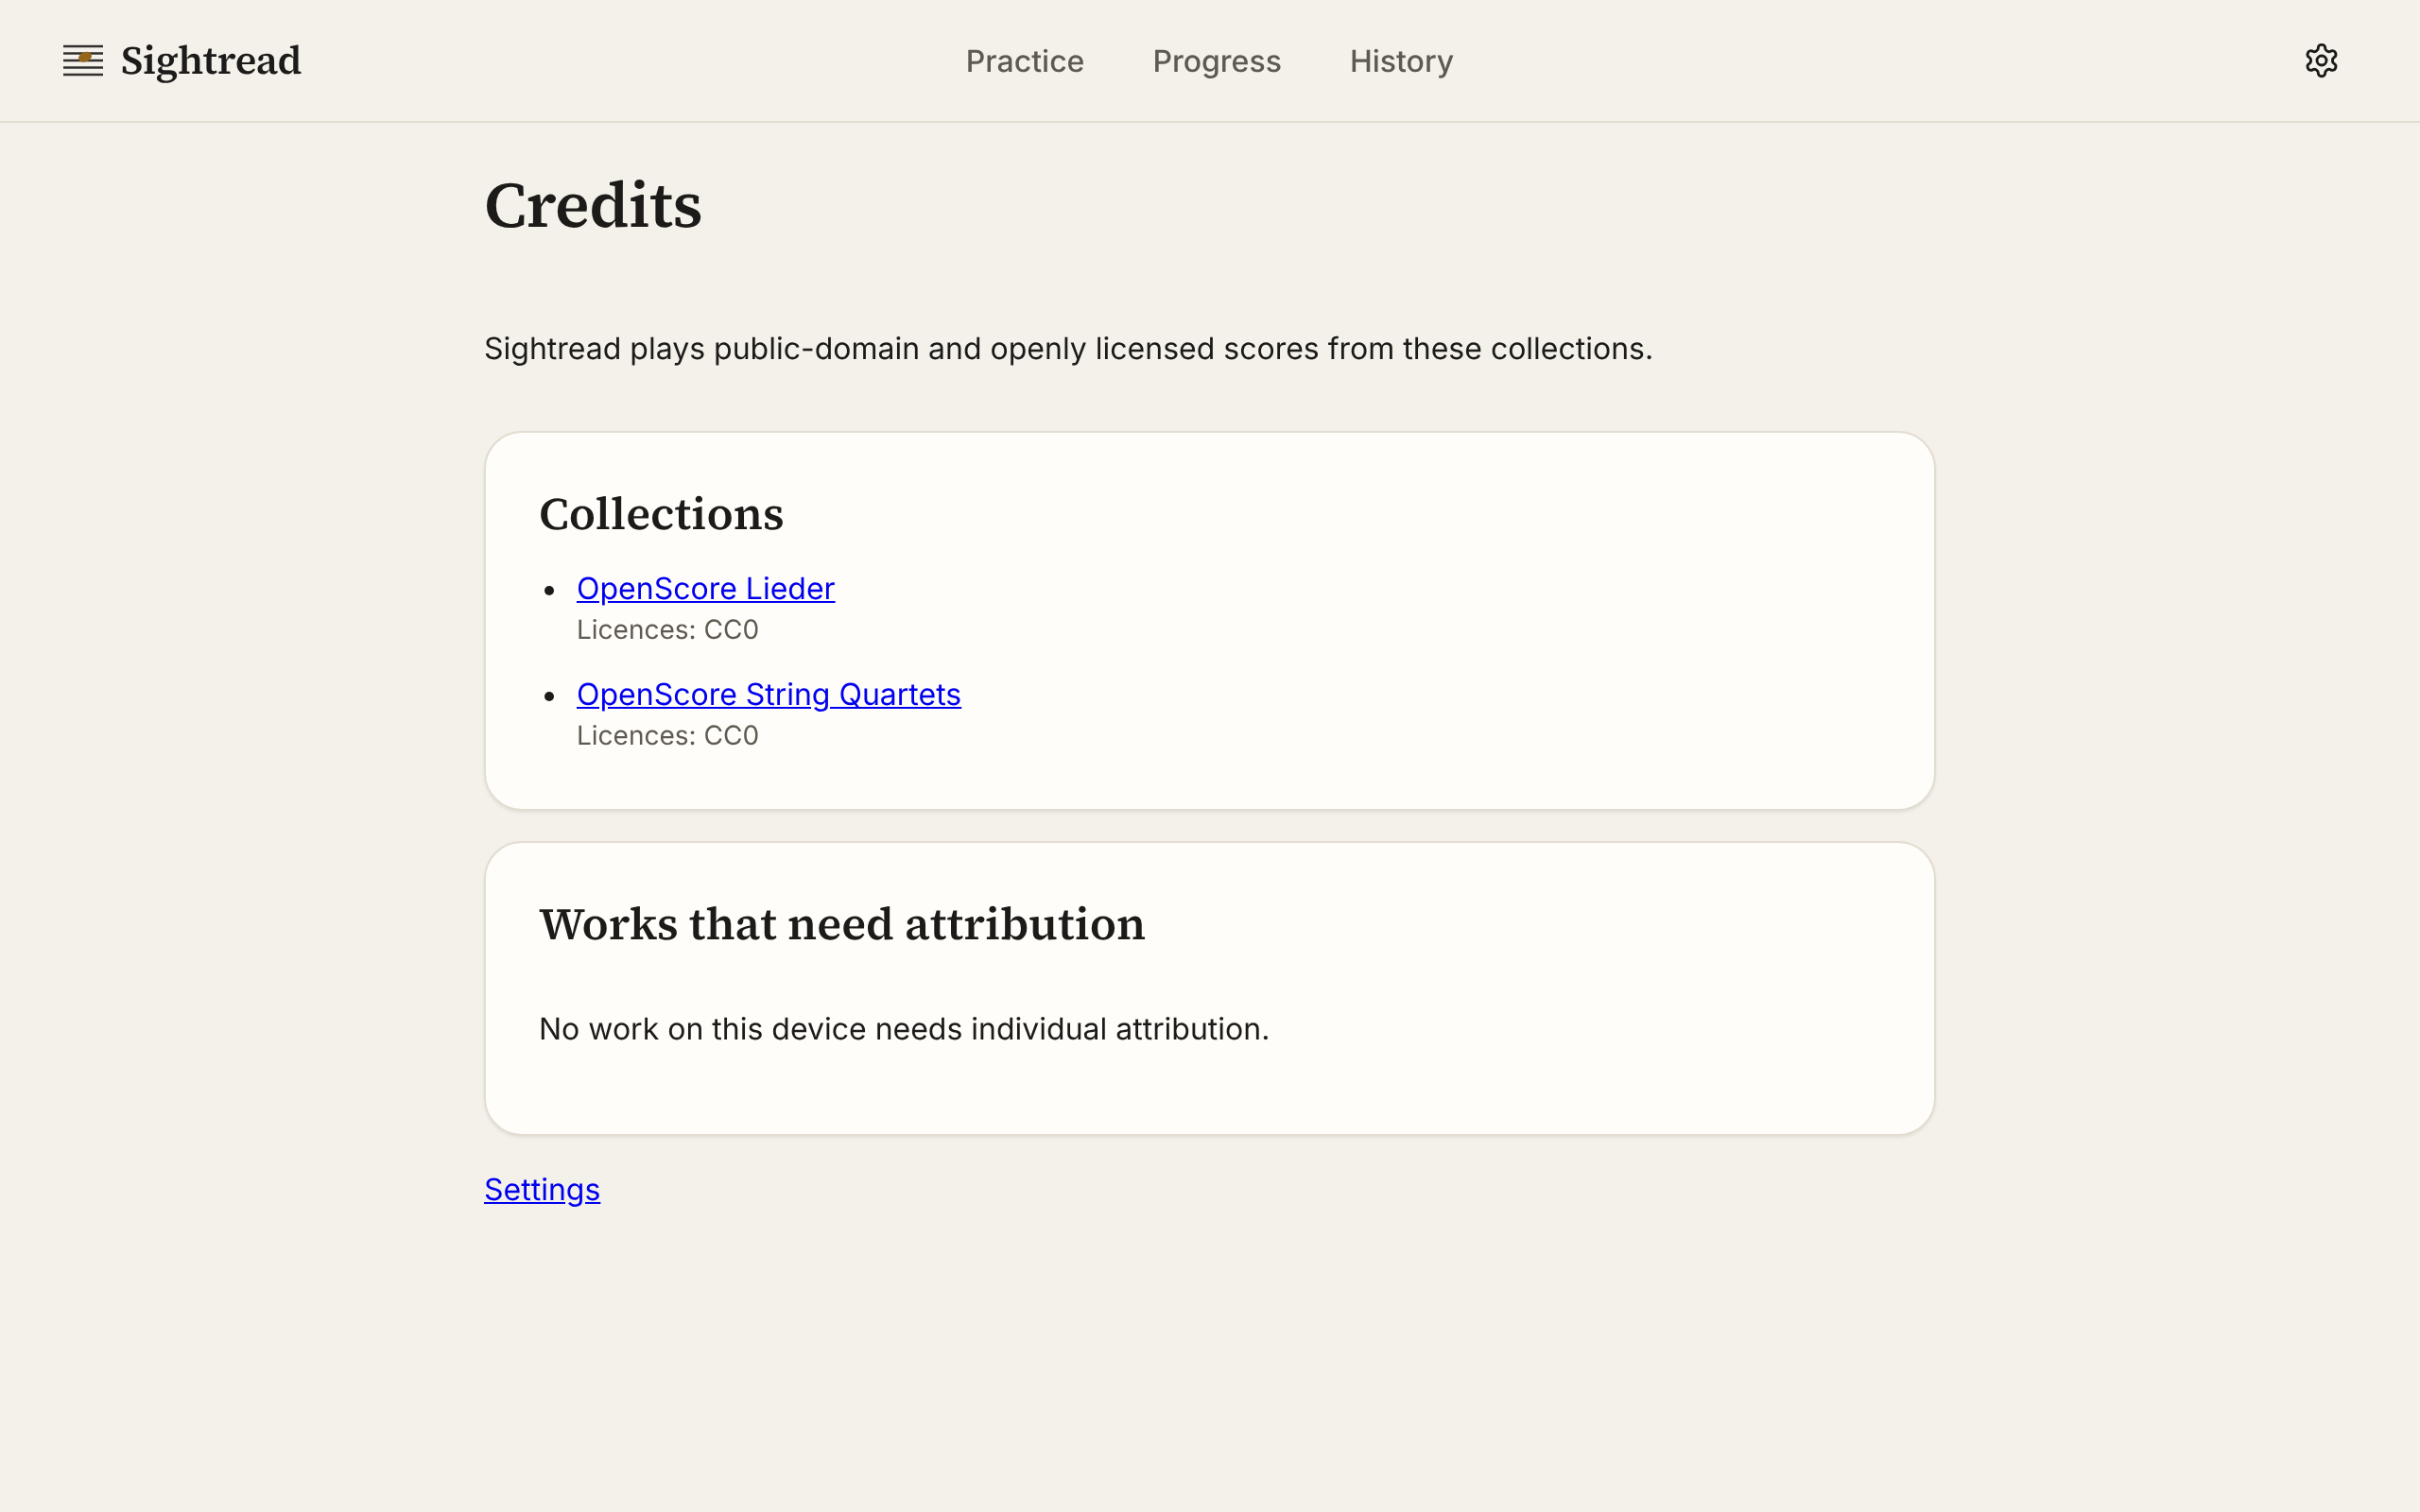 Sightread
Practice
Progress
History
Credits
Sightread plays public-domain and openly licensed scores from these collections.
Collections
OpenScore Lieder
Licences: CC0
OpenScore String Quartets
Licences: CC0
Works that need attribution
No work on this device needs individual attribution.
Settings